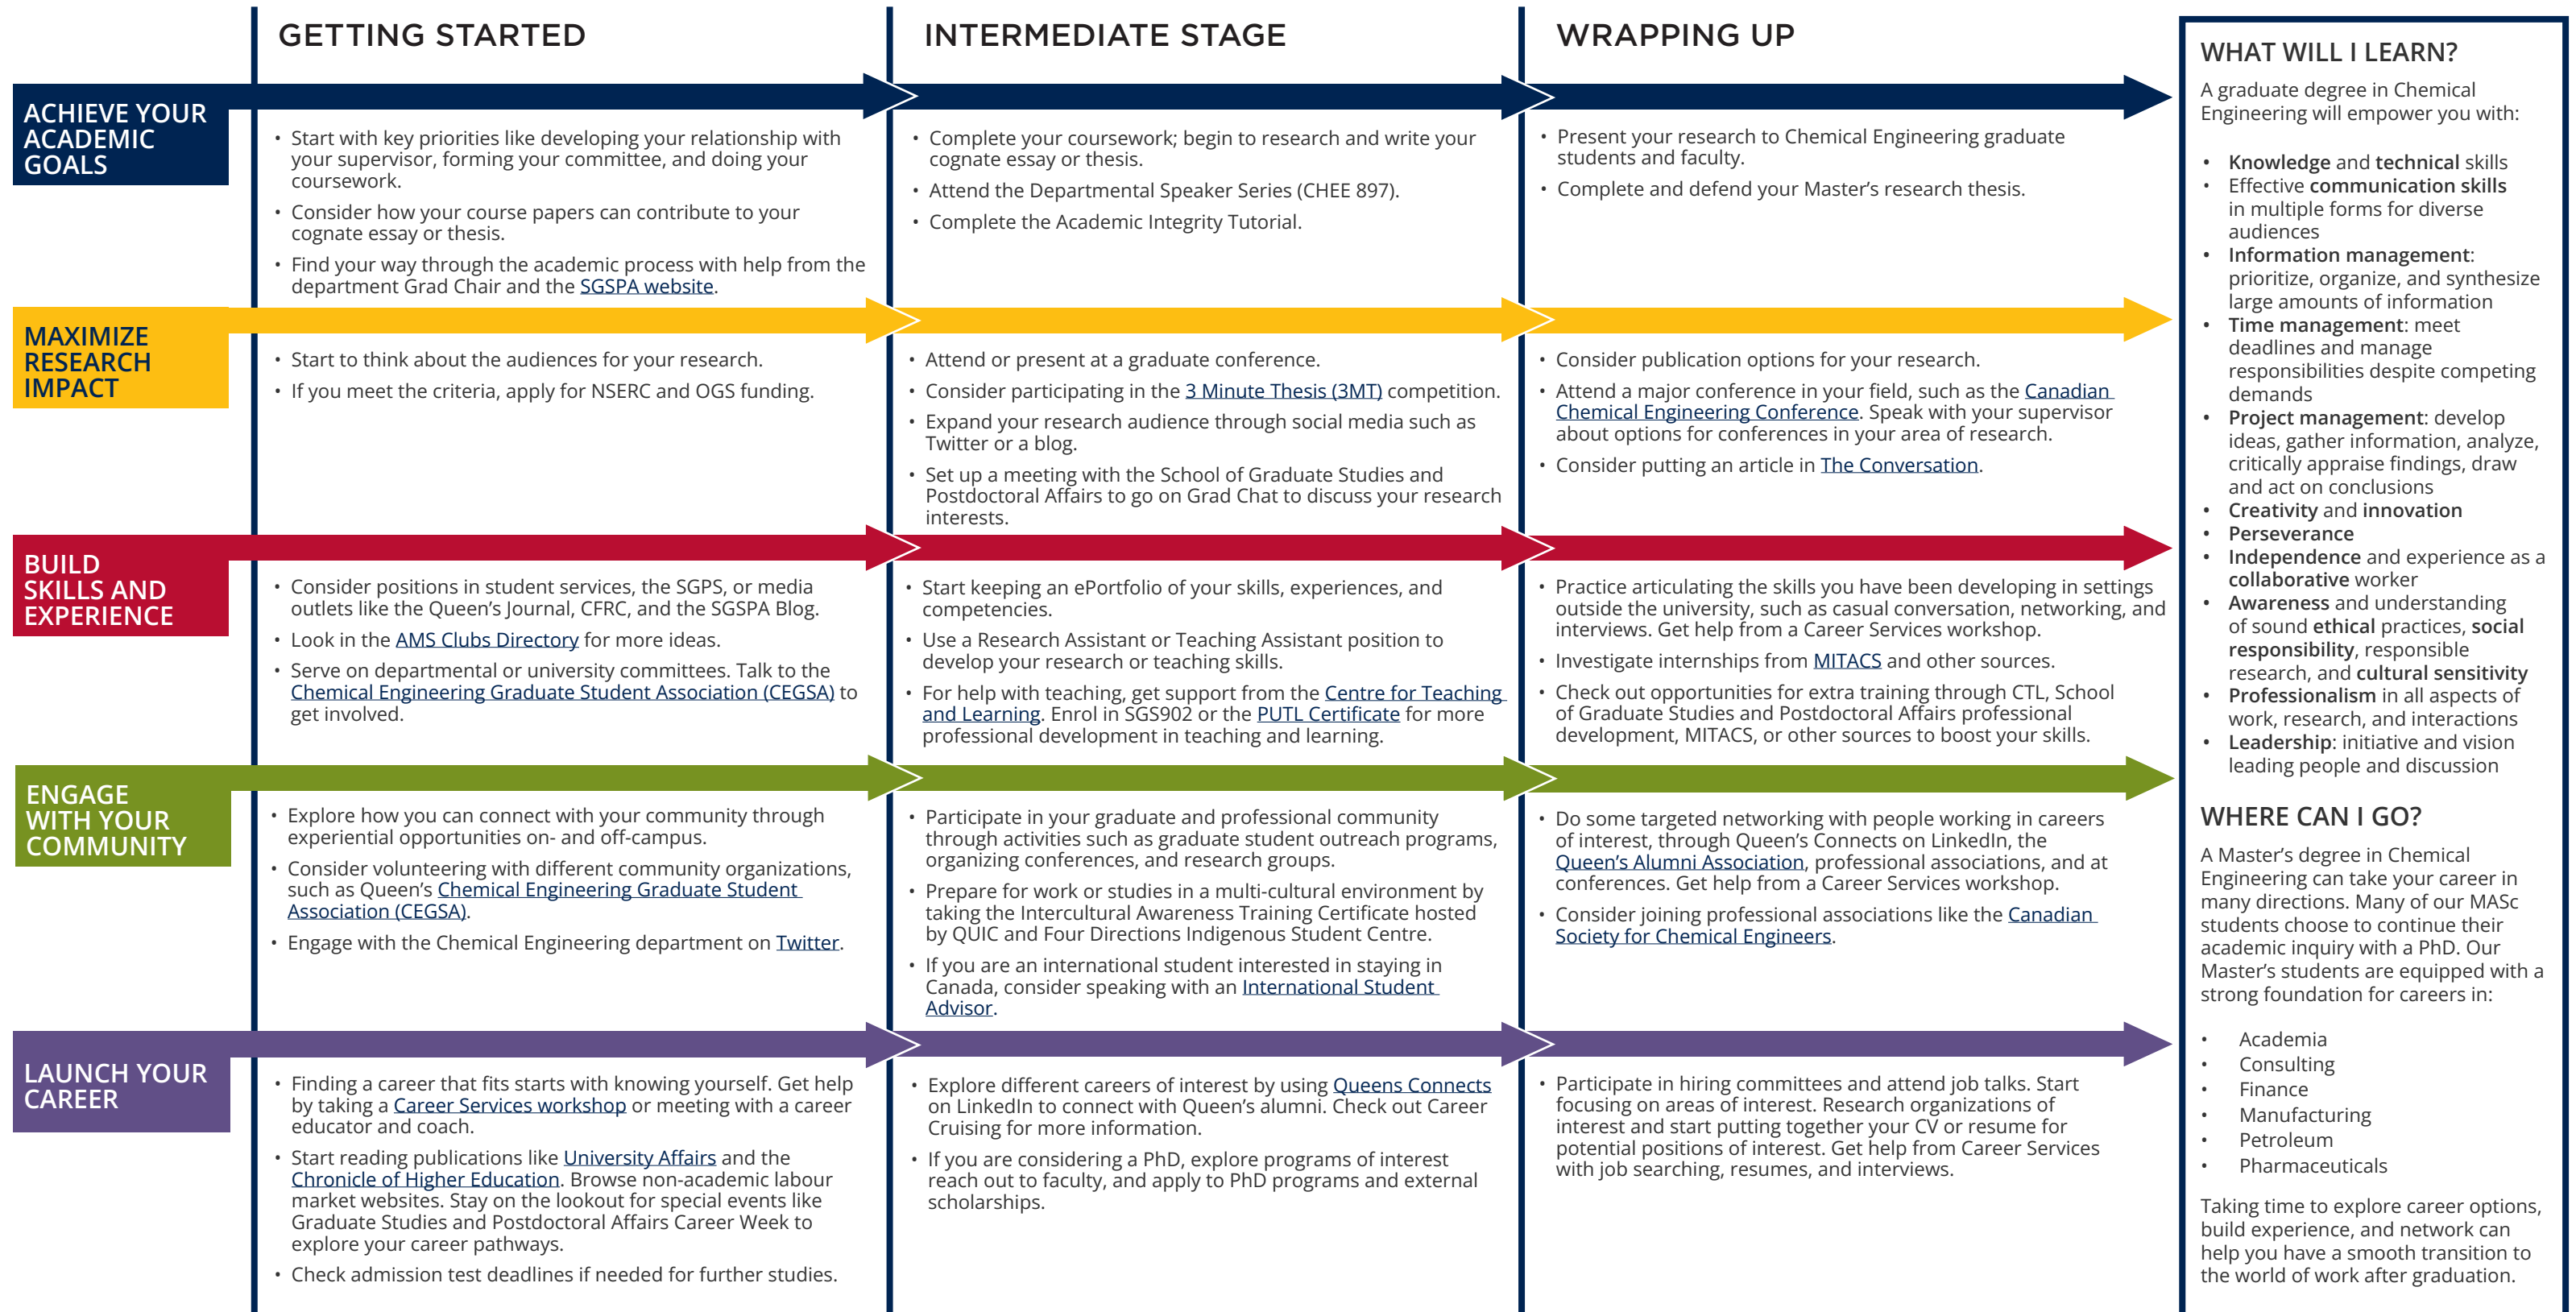 GETTING STARTED
INTERMEDIATE STAGE
WRAPPING UP
ACHIEVE YOUR
ACADEMIC
GOALS
• Start with key priorities like developing your relationship with
your supervisor, forming your committee, and doing your
coursework.
• Consider how your course papers can contribute to your
cognate essay or thesis.
• Find your way through the academic process with help from the
department Grad Chair and the SGSPA website.
• Complete your coursework; begin to research and write your
cognate essay or thesis.
• Attend the Departmental Speaker Series (CHEE 897).
• Complete the Academic Integrity Tutorial.
• Present your research to Chemical Engineering graduate
students and faculty.
• Complete and defend your Master's research thesis.
MAXIMIZE
RESEARCH
IMPACT
• Start to think about the audiences for your research.
• If you meet the criteria, apply for NSERC and OGS funding.
• Attend or present at a graduate conference.
• Consider participating in the 3 Minute Thesis (3MT) competition.
• Expand your research audience through social media such as
Twitter or a blog.
• Set up a meeting with the School of Graduate Studies and
Postdoctoral Affairs to go on Grad Chat to discuss your research
interests.
• Consider publication options for your research.
• Attend a major conference in your field, such as the Canadian
Chemical Engineering Conference. Speak with your supervisor
about options for conferences in your area of research.
• Consider putting an article in The Conversation.
BUILD
SKILLS AND
EXPERIENCE
• Consider positions in student services, the SGPS, or media
outlets like the Queen's Journal, CFRC, and the SGSPA Blog.
• Look in the AMS Clubs Directory for more ideas.
• Serve on departmental or university committees. Talk to the
Chemical Engineering Graduate Student Association (CEGSA) to
get involved.
• Start keeping an ePortfolio of your skills, experiences, and
competencies.
• Use a Research Assistant or Teaching Assistant position to
develop your research or teaching skills.
• For help with teaching, get support from the Centre for Teaching
and Learning. Enrol in SGS902 or the PUTL Certificate for more
professional development in teaching and learning.
• Practice articulating the skills you have been developing in settings
outside the university, such as casual conversation, networking, and
interviews. Get help from a Career Services workshop.
• Investigate internships from MITACS and other sources.
• Check out opportunities for extra training through CTL, School
of Graduate Studies and Postdoctoral Affairs professional
development, MITACS, or other sources to boost your skills.
ENGAGE
WITH YOUR
COMMUNITY
• Explore how you can connect with your community through
experiential opportunities on- and off-campus.
• Consider volunteering with different community organizations,
such as Queen's Chemical Engineering Graduate Student
Association (CEGSA).
• Engage with the Chemical Engineering department on Twitter.
• Participate in your graduate and professional community
through activities such as graduate student outreach programs,
organizing conferences, and research groups.
• Prepare for work or studies in a multi-cultural environment by
taking the Intercultural Awareness Training Certificate hosted
by QUIC and Four Directions Indigenous Student Centre.
• If you are an international student interested in staying in
Canada, consider speaking with an International Student
Advisor.
• Do some targeted networking with people working in careers
of interest, through Queen's Connects on LinkedIn, the
Queen's Alumni Association, professional associations, and at
conferences. Get help from a Career Services workshop.
• Consider joining professional associations like the Canadian
Society for Chemical Engineers.
LAUNCH YOUR
CAREER
• Finding a career that fits starts with knowing yourself. Get help
by taking a Career Services workshop or meeting with a career
educator and coach.
• Start reading publications like University Affairs and the
Chronicle of Higher Education. Browse non-academic labour
market websites. Stay on the lookout for special events like
Graduate Studies and Postdoctoral Affairs Career Week to
explore your career pathways.
• Check admission test deadlines if needed for further studies.
• Explore different careers of interest by using Queens Connects
on LinkedIn to connect with Queen's alumni. Check out Career
Cruising for more information.
• If you are considering a PhD, explore programs of interest
reach out to faculty, and apply to PhD programs and external
scholarships.
• Participate in hiring committees and attend job talks. Start
focusing on areas of interest. Research organizations of
interest and start putting together your CV or resume for
potential positions of interest. Get help from Career Services
with job searching, resumes, and interviews.
WHAT WILL I LEARN?
A graduate degree in Chemical
Engineering will empower you with:
• Knowledge and technical skills
• Effective communication skills
in multiple forms for diverse
audiences
• Information management:
prioritize, organize, and synthesize
large amounts of information
• Time management: meet
deadlines and manage
responsibilities despite competing
demands
• Project management: develop
ideas, gather information, analyze,
critically appraise findings, draw
and act on conclusions
• Creativity and innovation
• Perseverance
• Independence and experience as a
collaborative worker
• Awareness and understanding
of sound ethical practices, social
responsibility, responsible
research, and cultural sensitivity
• Professionalism in all aspects of
work, research, and interactions
• Leadership: initiative and vision
leading people and discussion
WHERE CAN I GO?
A Master's degree in Chemical
Engineering can take your career in
many directions. Many of our MASc
students choose to continue their
academic inquiry with a PhD. Our
Master's students are equipped with a
strong foundation for careers in:
• Academia
• Consulting
• Finance
• Manufacturing
• Petroleum
• Pharmaceuticals
Taking time to explore career options,
build experience, and network can
help you have a smooth transition to
the world of work after graduation.